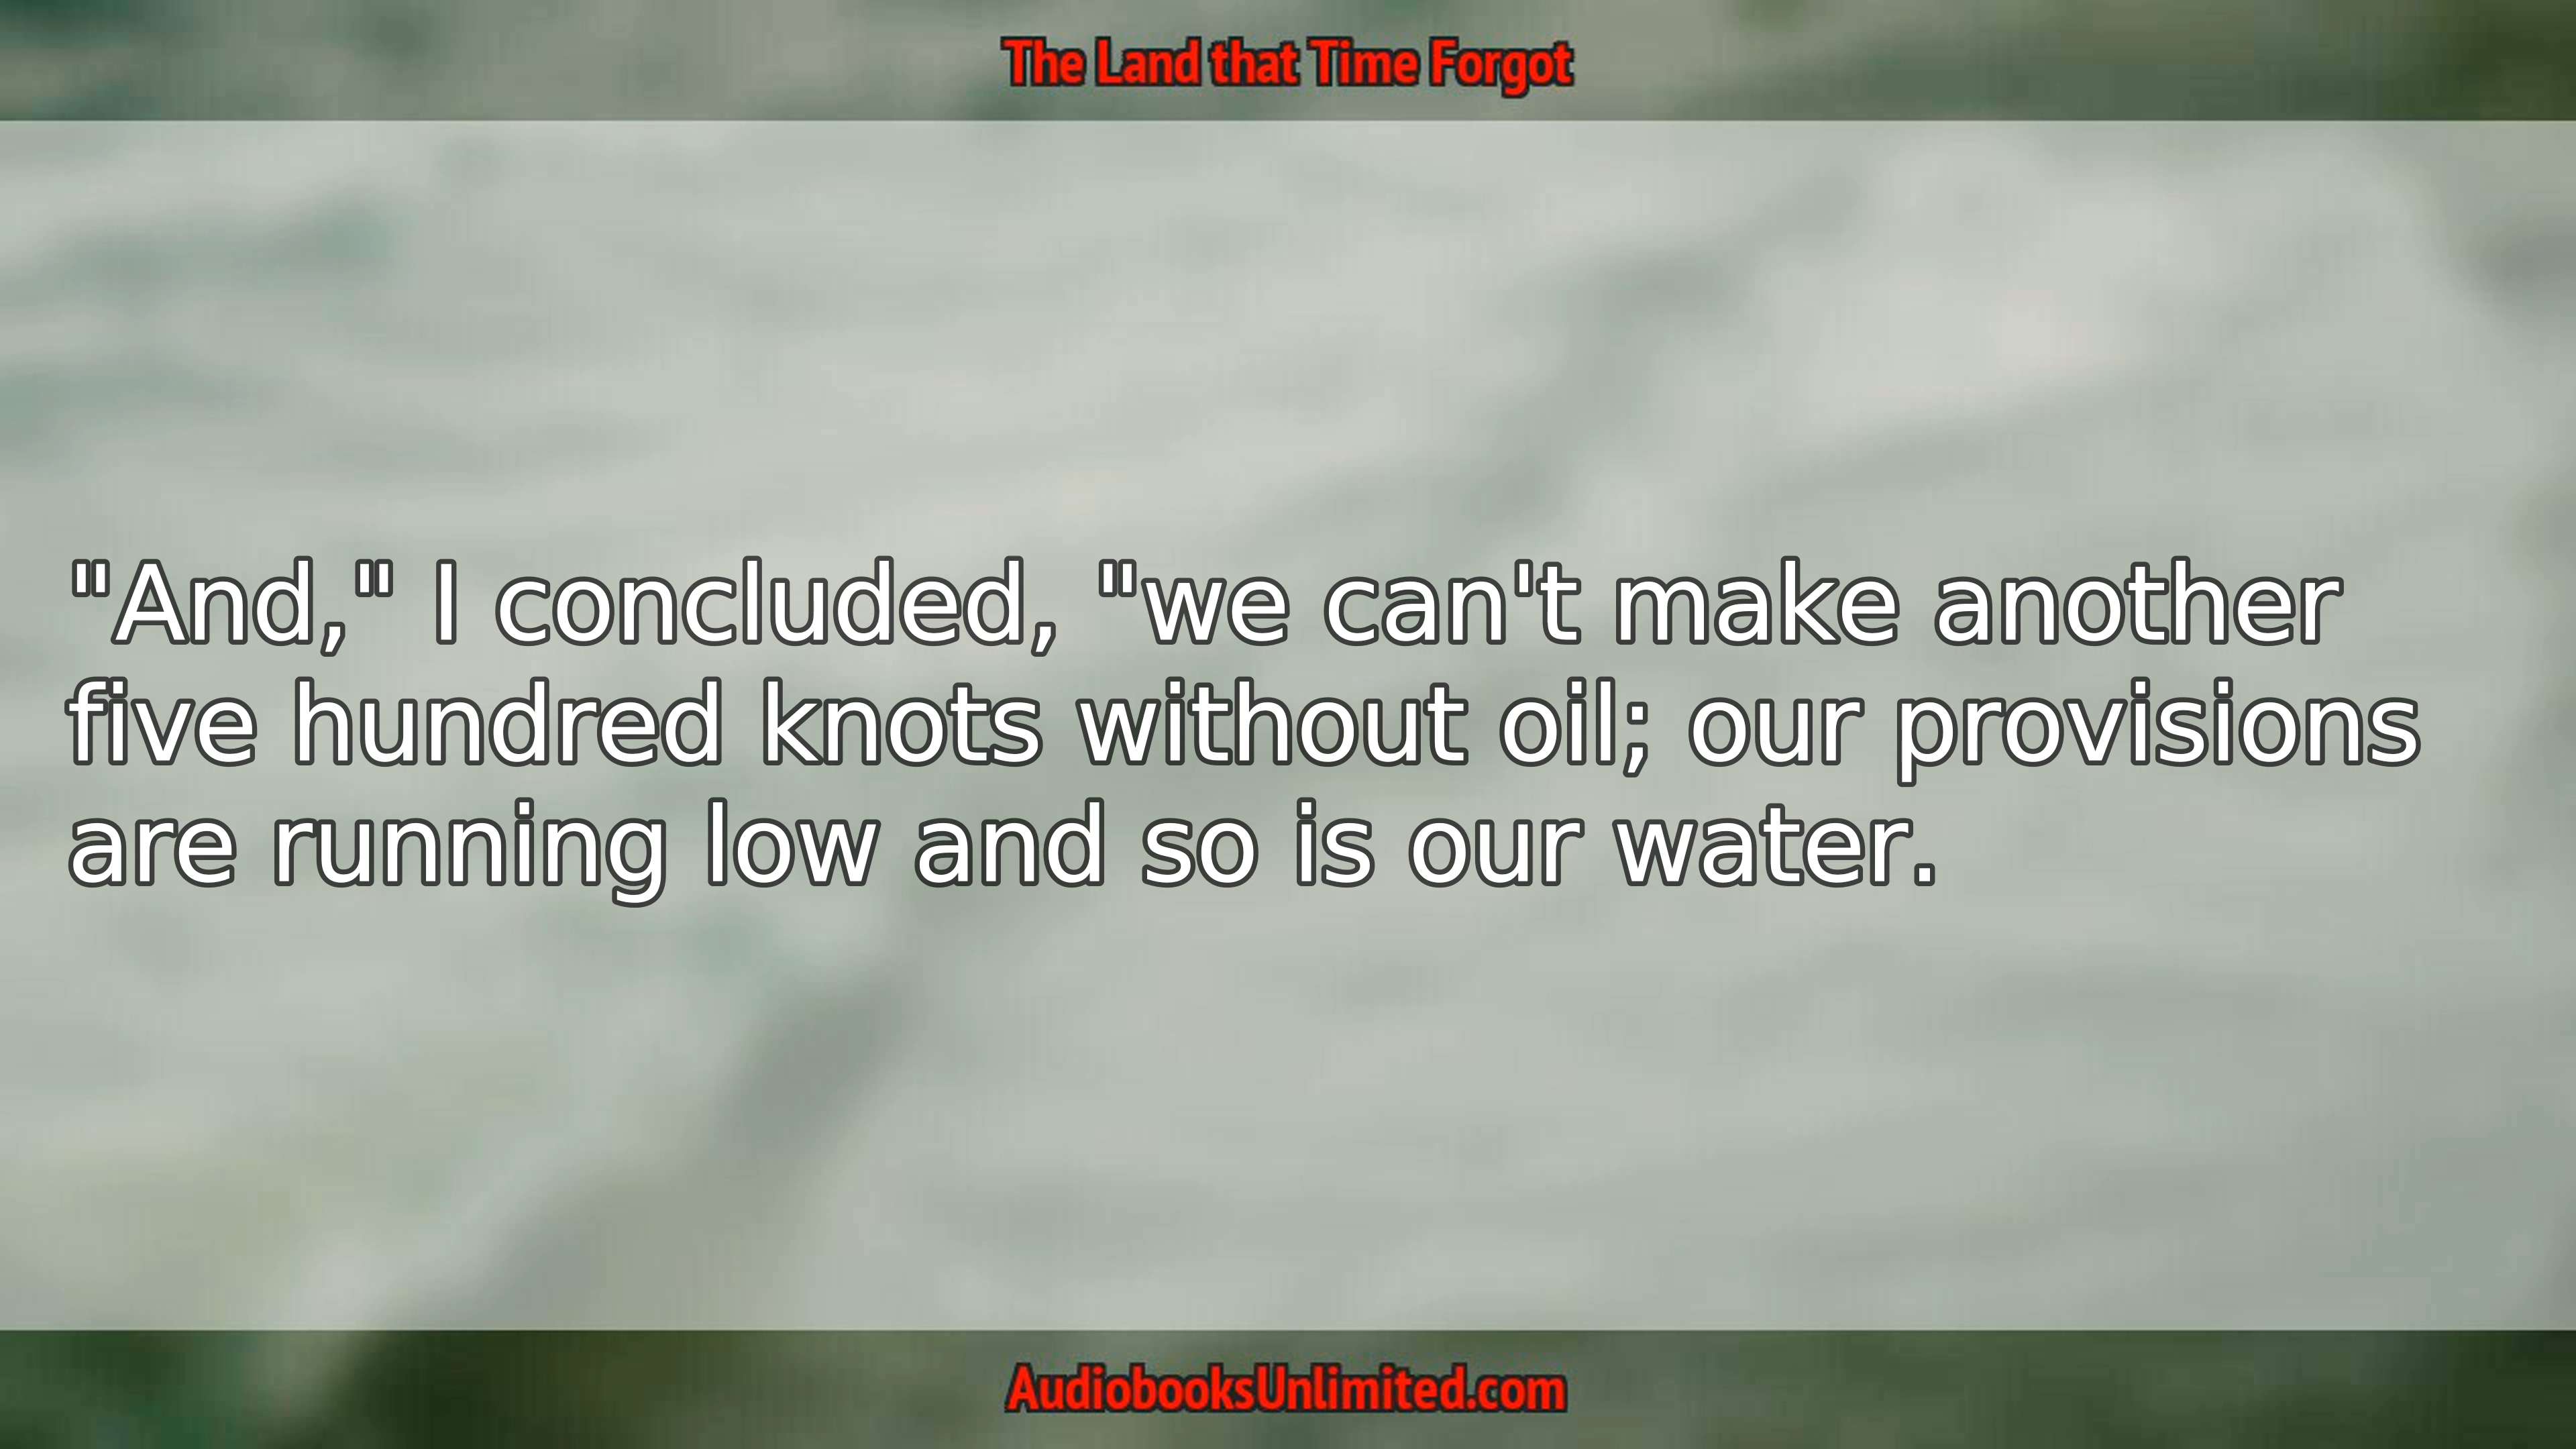 The Land that Time Forgot
"And," I concluded, "we can't make another
five hundred knots without oil; our provisions
are running low and so is our water.
AudiobooksUnlimited.com